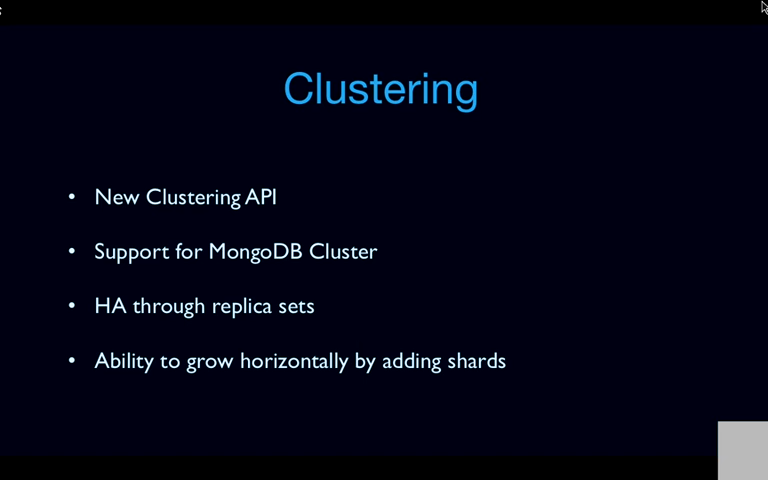 Clustering
• New Clustering API
• Support for MongoDB Cluster
• HA through replica sets
• Ability to grow horizontally by adding shards